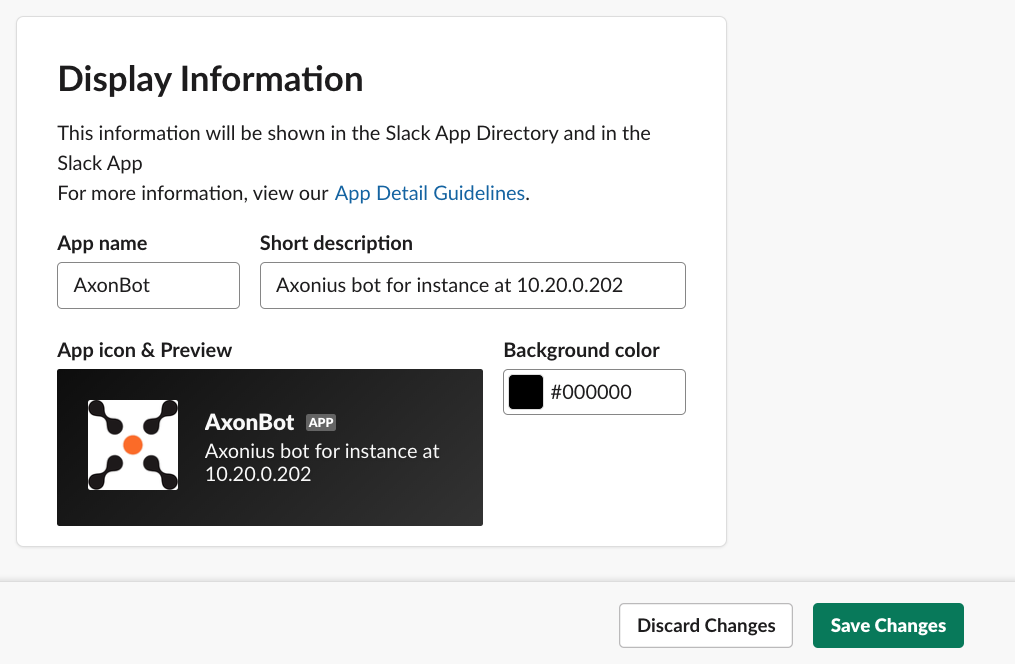 Display Information
This information will be shown in the Slack App Directory and in the
Slack App
For more information, view our App Detail Guidelines.
App name
Short description
AxonBot
Axonius bot for instance at 10.20.0.202
App icon & Preview
Background color
#000000
AxonBot APP
Axonius bot for instance at
10.20.0.202
Discard Changes
Save Changes